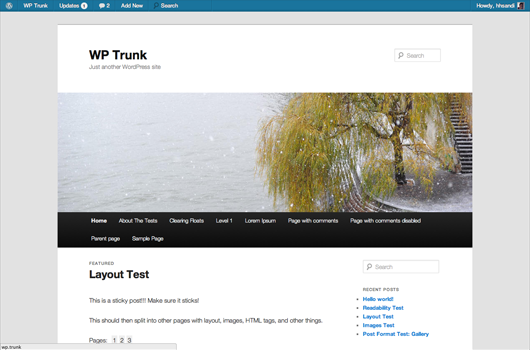 WP Trunk Updates 1 2 Add New Search Howdy, hhsandi
WP Trunk
Just another WordPress site
Search
Home About The Tests Clearing Floats Level 1 Lorem Ipsum Page with comments Page with comments disabled
Parent page Sample Page
FEATURED
Layout Test
This is a sticky post!!! Make sure it sticks!
This should then split into other pages with layout, images, HTML tags, and other things.
Pages: 1 2 3
Search
RECENT POSTS
Hello world!
Readability Test
Layout Test
Images Test
Post Format Test: Gallery
wp.trunk